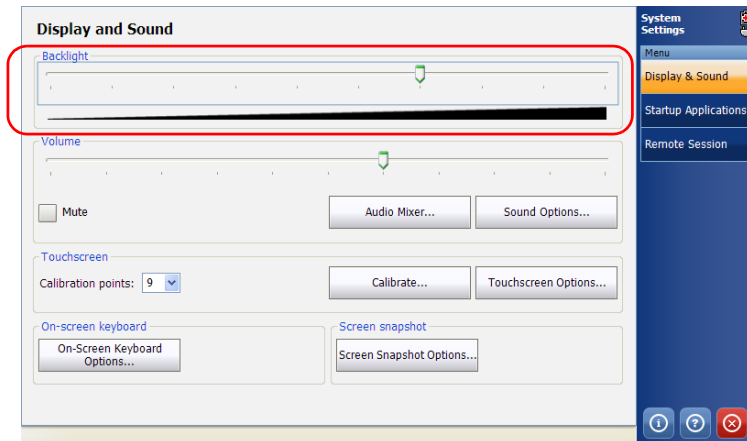 Display and Sound
Backlight
Volume
Mute
Audio Mixer...
Sound Options...
Touchscreen
Calibration points:
9
Calibrate...
Touchscreen Options...
On-screen keyboard
On-Screen Keyboard
Options...
Screen snapshot
Screen Snapshot Options...
System
Settings
Menu
Display & Sound
Startup Applications
Remote Session
i
?